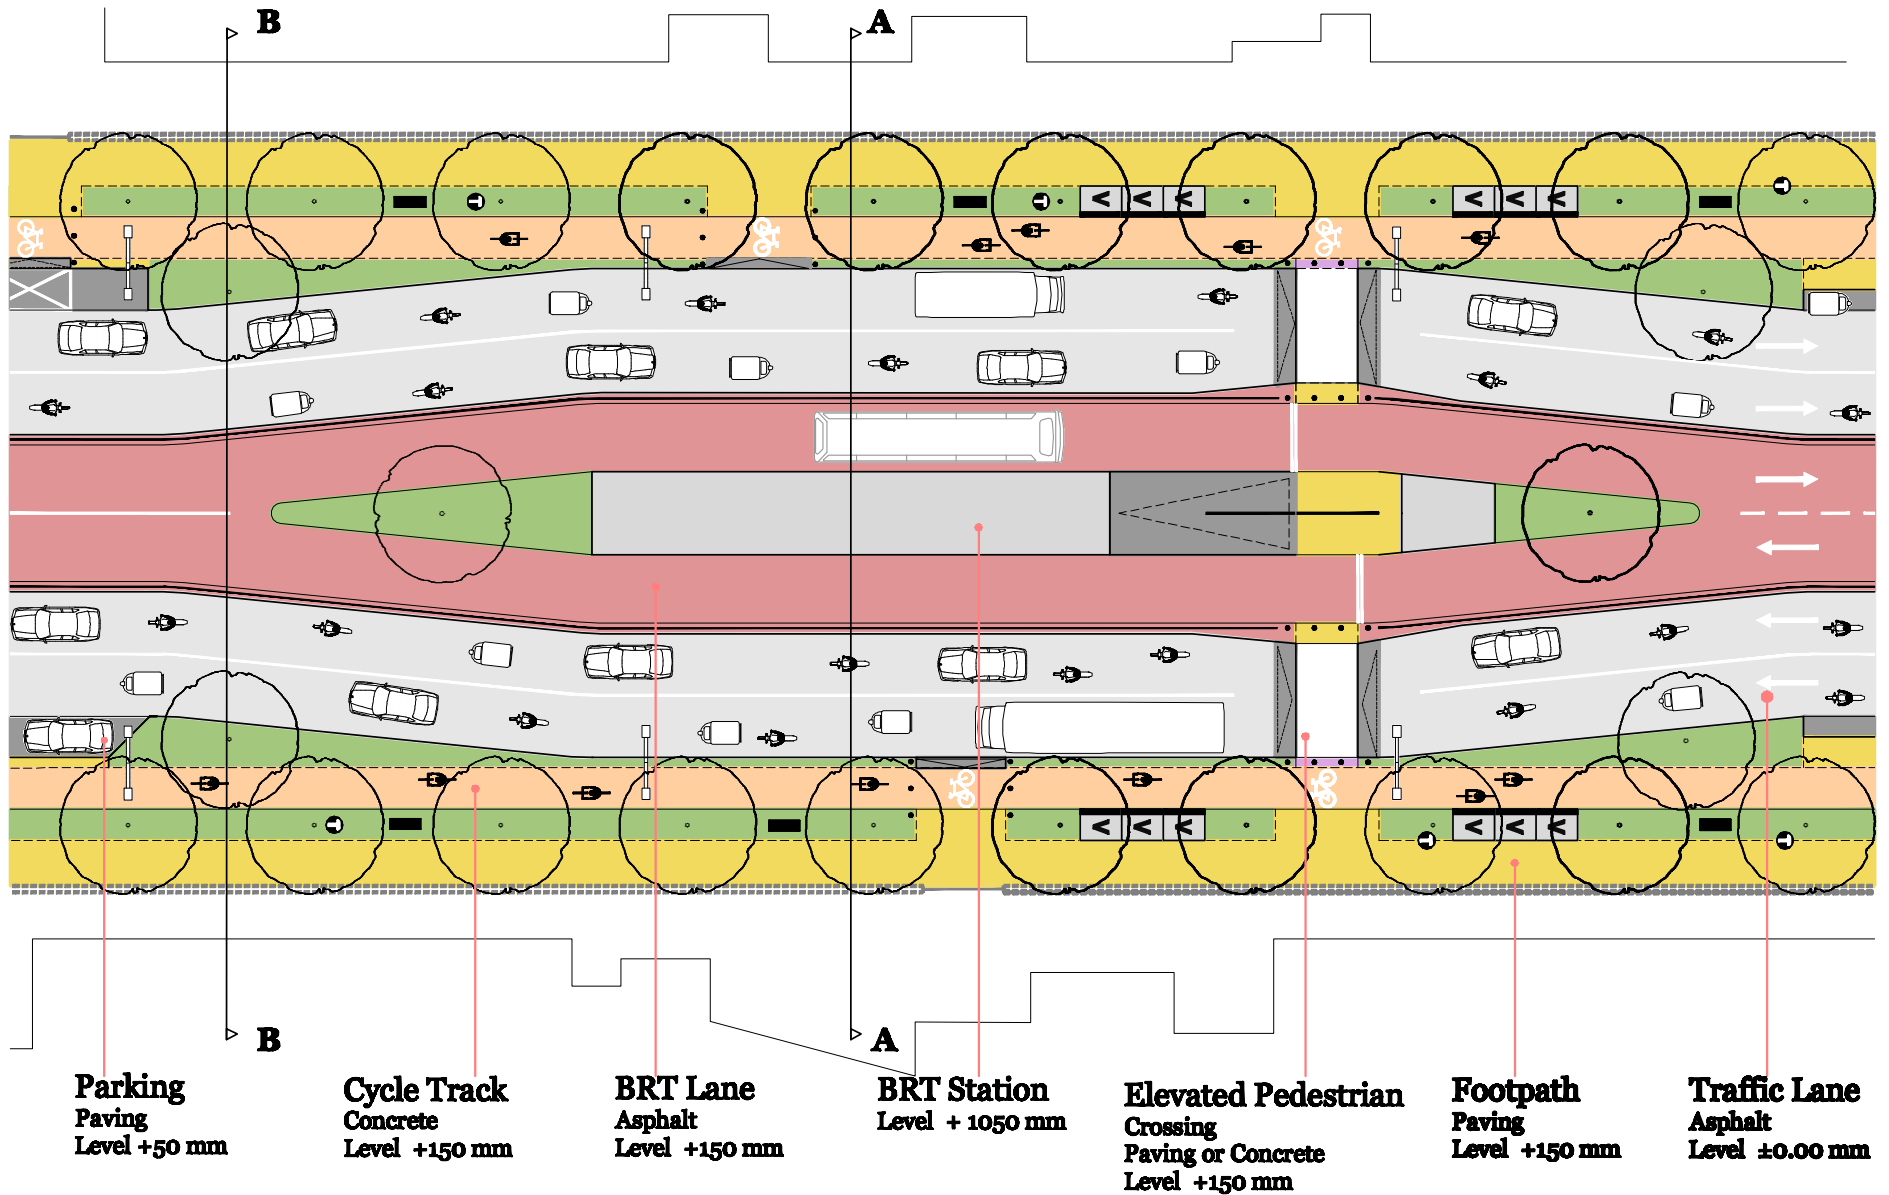 B
A
B
A
Parking
Paving
Level +50 mm
Cycle Track
Concrete
Level +150 mm
BRT Lane
Asphalt
Level +150 mm
BRT Station
Level + 1050 mm
Elevated Pedestrian
Crossing
Paving or Concrete
Level +150 mm
Footpath
Paving
Level +150 mm
Traffic Lane
Asphalt
Level ±0.00 mm